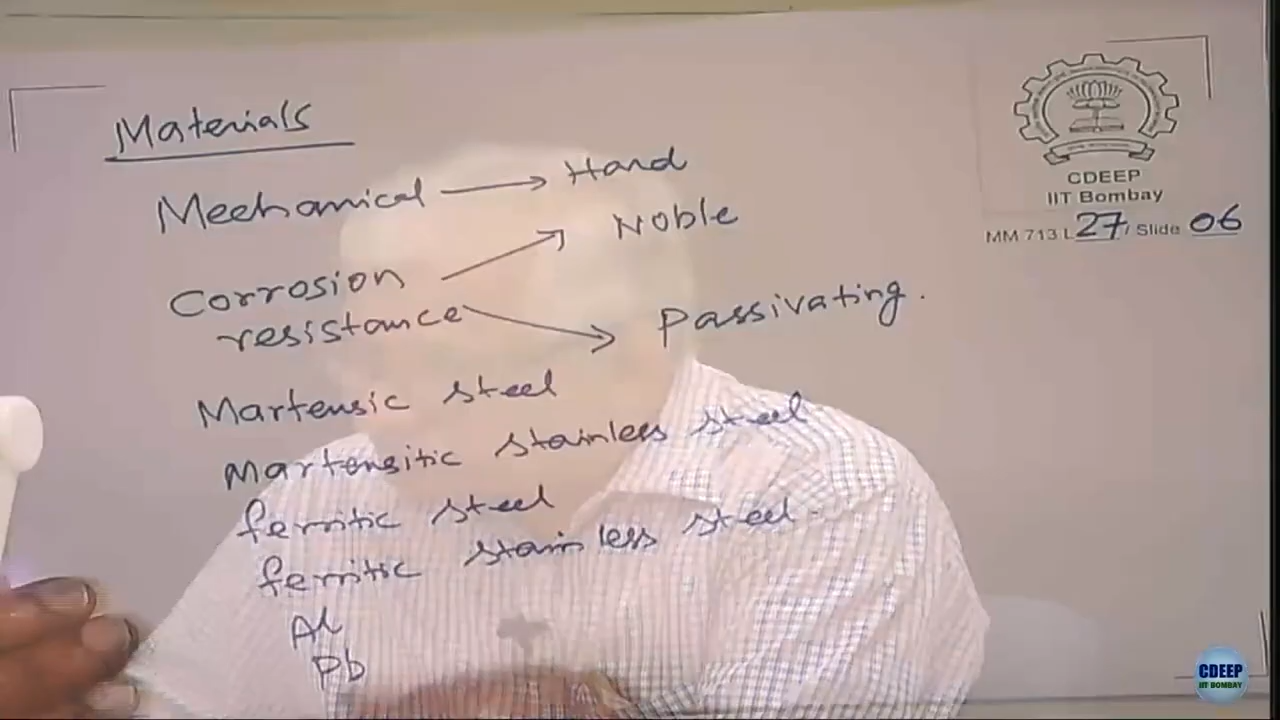 Materials
Mechanical → Hard
Noble
Corrosion
resistance
Passivating.
Martensic steel
Martensitic stainless steel
ferritic steel
ferritic stainless steel.
Al
Pb
CDEEP
IIT Bombay
MM 713 L 27 / Slide 06
CDEEP
IIT BOMBAY